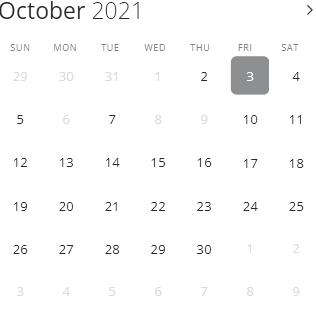 October 2021
SUN MON TUE WED THU FRI SAT
29 30 31 1 2 3 4
5 6 7 8 9 10 11
12 13 14 15 16 17 18
19 20 21 22 23 24 25
26 27 28 29 30 1 2
3 4 5 6 7 8 9